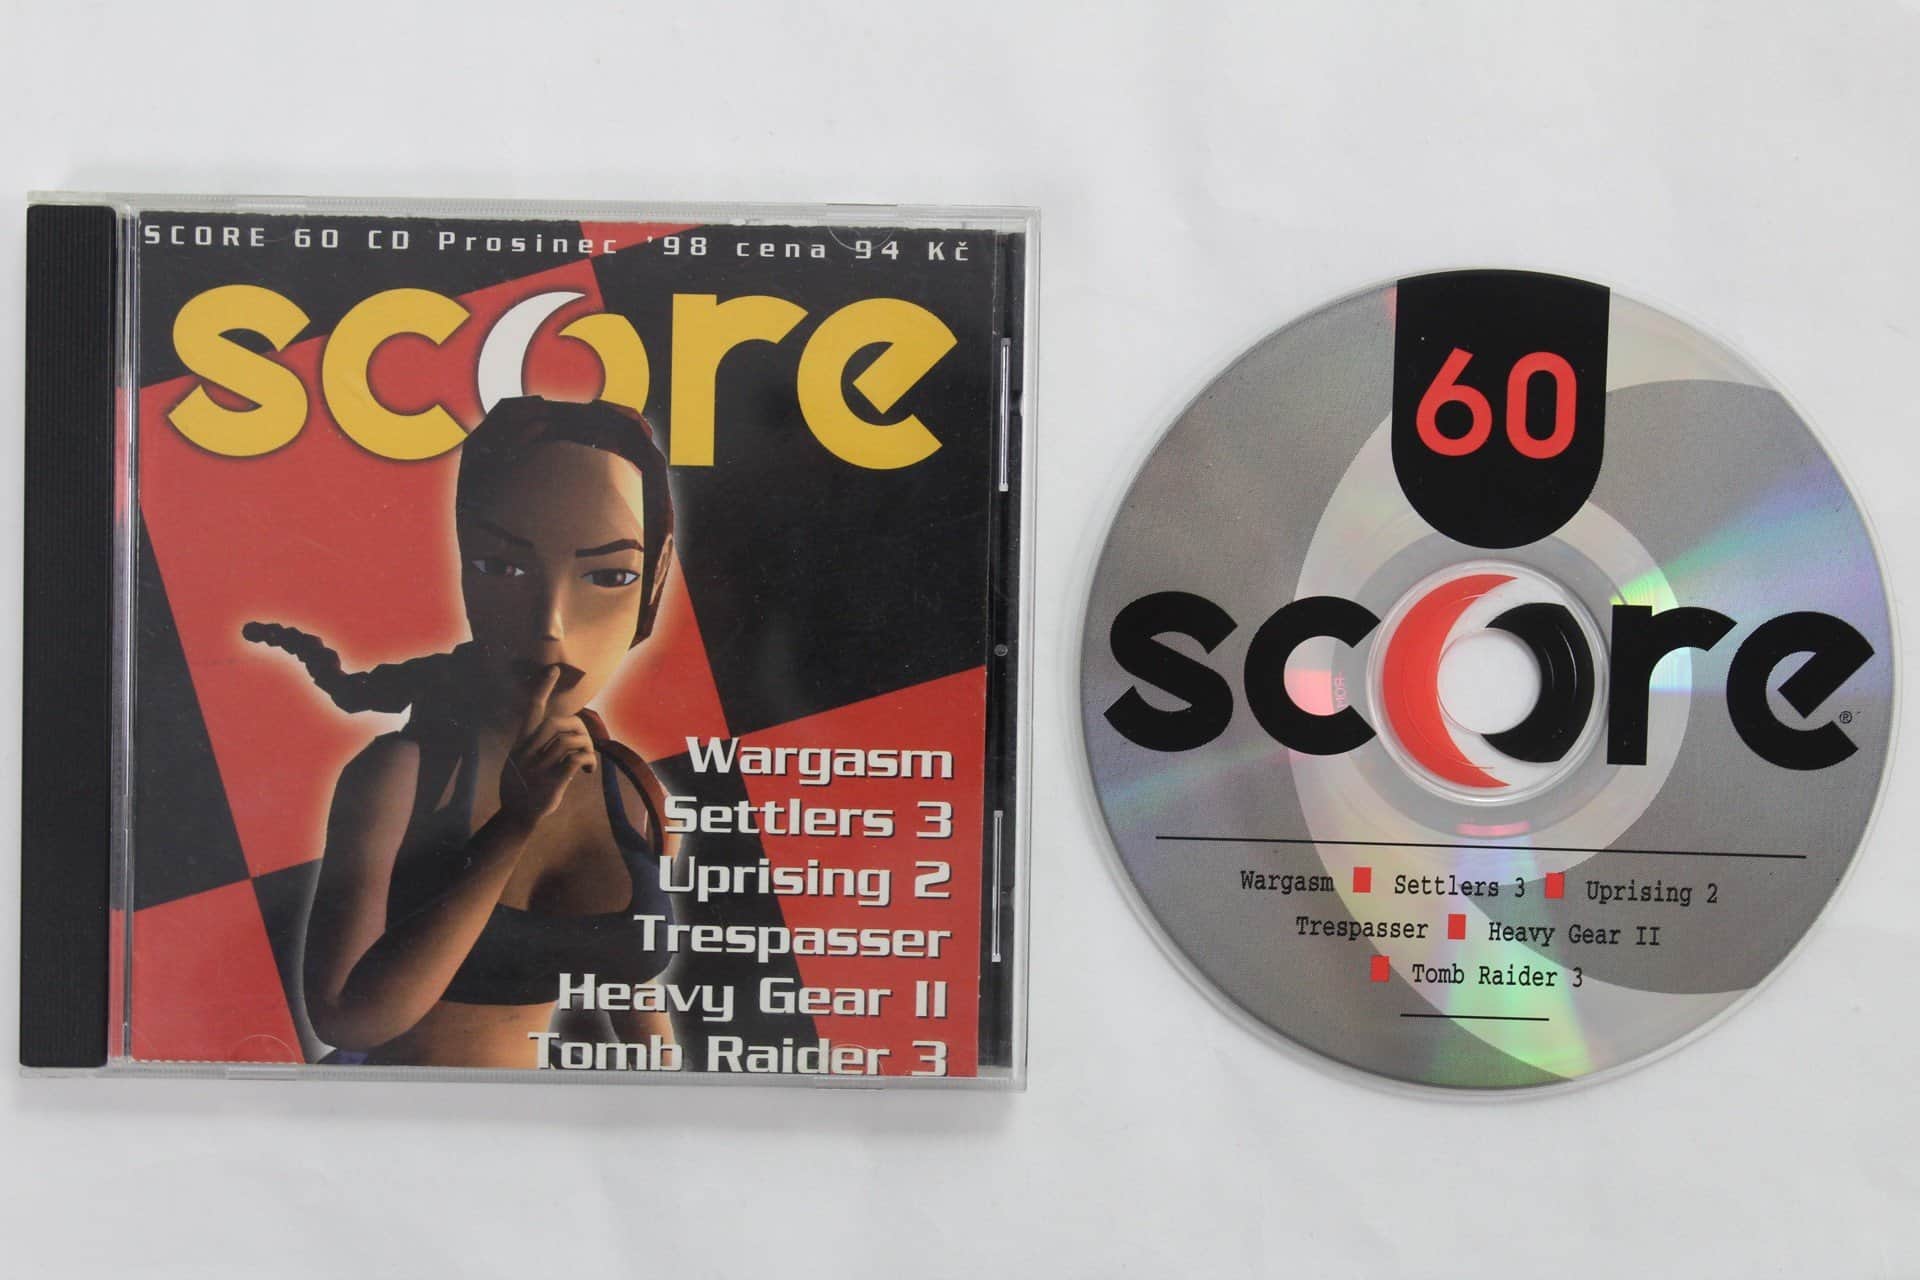 SCORE 60 CD Prosinec '98 cena 94 Kč
score
Wargasm
Settlers 3
Uprising 2
Trespasser
Heavy Gear II
Tomb Raider 3
60
score®
Wargasm Settlers 3 Uprising 2
Trespasser Heavy Gear II
Tomb Raider 3